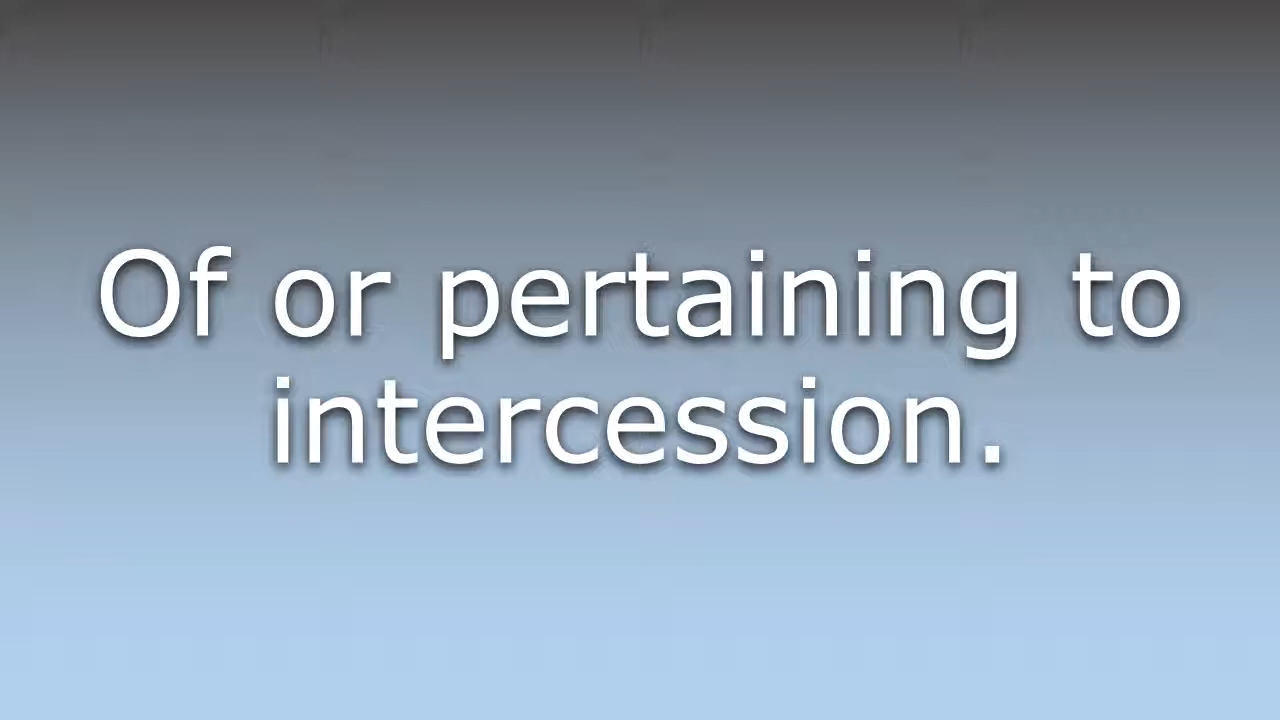 Of or pertaining to
intercession.